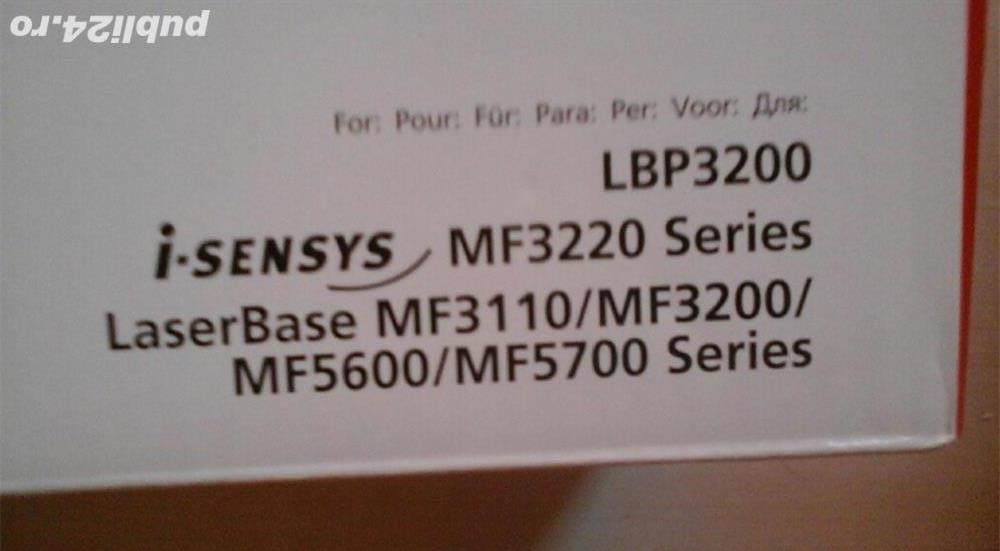 publi24.ro
For: Pour: Für: Para: Per: Voor: Для:
LBP3200
i-SENSYS MF3220 Series
LaserBase MF3110/MF3200/
MF5600/MF5700 Series